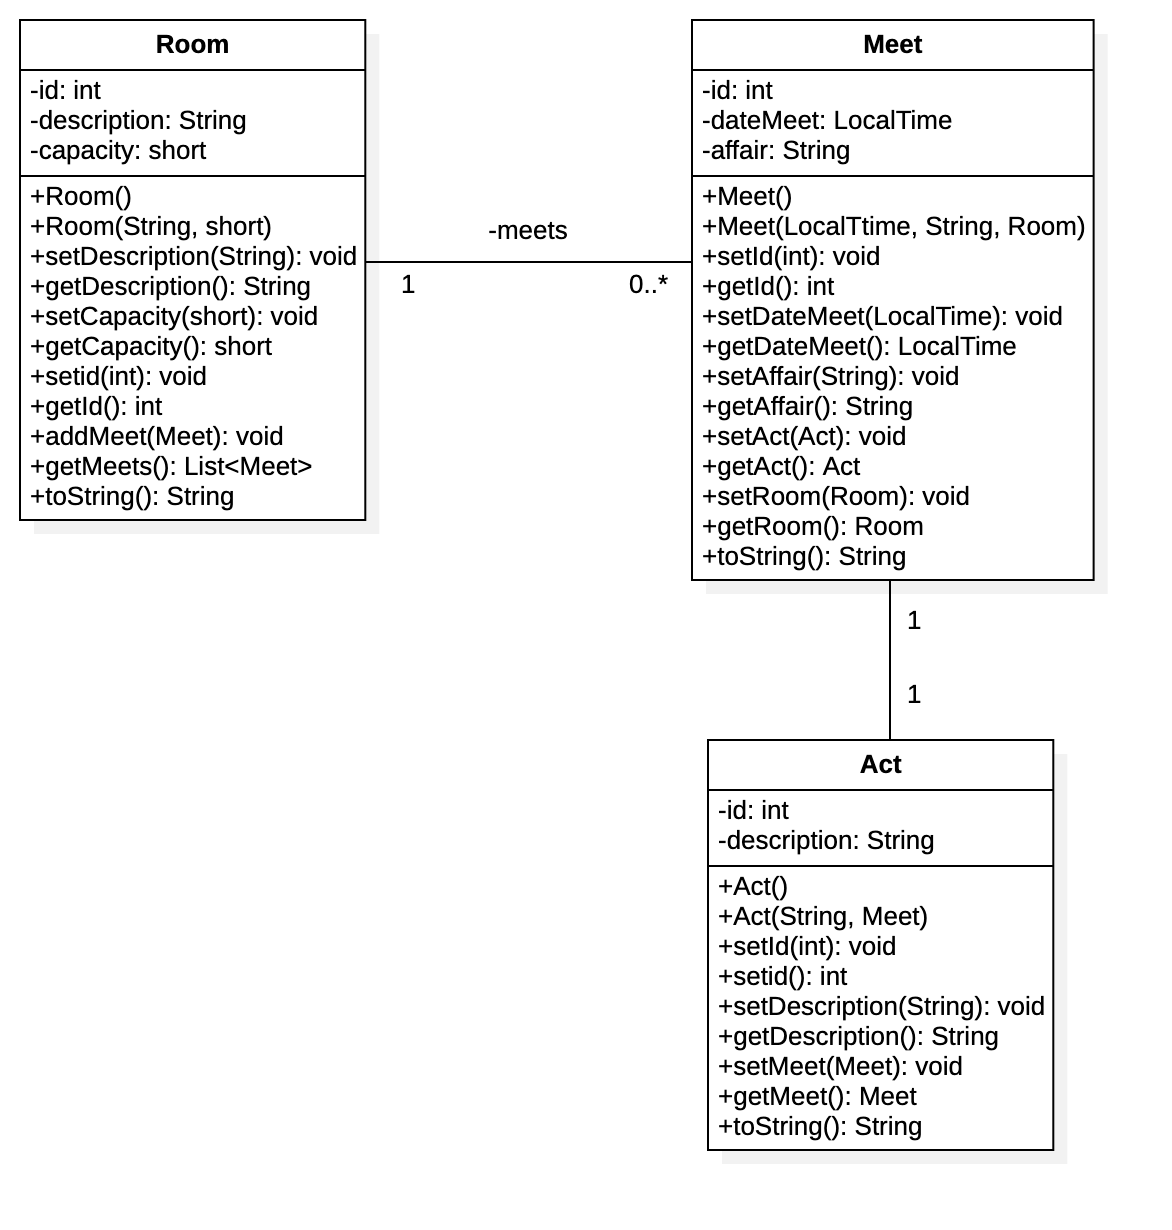 Room
-id: int
-description: String
-capacity: short
+Room()
+Room(String, short)
+setDescription(String): void
+getDescription(): String
+setCapacity(short): void
+getCapacity(): short
+setid(int): void
+getId(): int
+addMeet(Meet): void
+getMeets(): List<Meet>
+toString(): String
-meets
1
0..*
Meet
-id: int
-dateMeet: LocalTime
-affair: String
+Meet()
+Meet(LocalTtime, String, Room)
+setId(int): void
+getId(): int
+setDateMeet(LocalTime): void
+getDateMeet(): LocalTime
+setAffair(String): void
+getAffair(): String
+setAct(Act): void
+getAct(): Act
+setRoom(Room): void
+getRoom(): Room
+toString(): String
1
1
Act
-id: int
-description: String
+Act()
+Act(String, Meet)
+setId(int): void
+setid(): int
+setDescription(String): void
+getDescription(): String
+setMeet(Meet): void
+getMeet(): Meet
+toString(): String